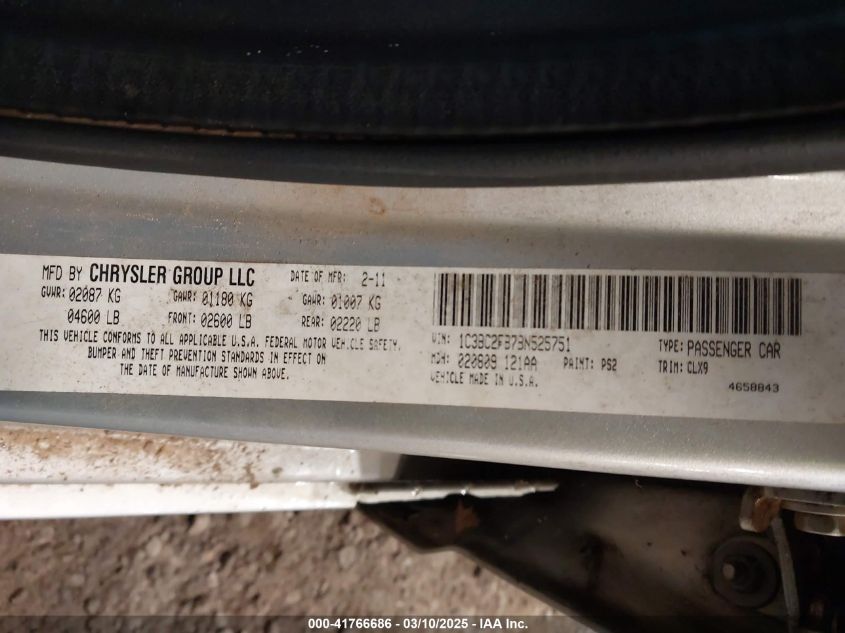 MFD BY CHRYSLER GROUP LLC DATE OF MFR: 2-11
GVWR: 02087 KG GAWR: 01180 KG GAWR: 01007 KG
04600 LB FRONT: 02600 LB REAR: 02220 LB
THIS VEHICLE CONFORMS TO ALL APPLICABLE U.S.A. FEDERAL MOTOR VEHICLE SAFETY,
BUMPER AND THEFT PREVENTION STANDARDS IN EFFECT ON
THE DATE OF MANUFACTURE SHOWN ABOVE.
VIN: 1C3BC2FB7BN525751 TYPE: PASSENGER CAR
MDH: 020809 121AA PAINT: PS2 TRIM: CLX9
VEHICLE MADE IN U.S.A. 4658843
000-41766686 - 03/10/2025 - IAA Inc.